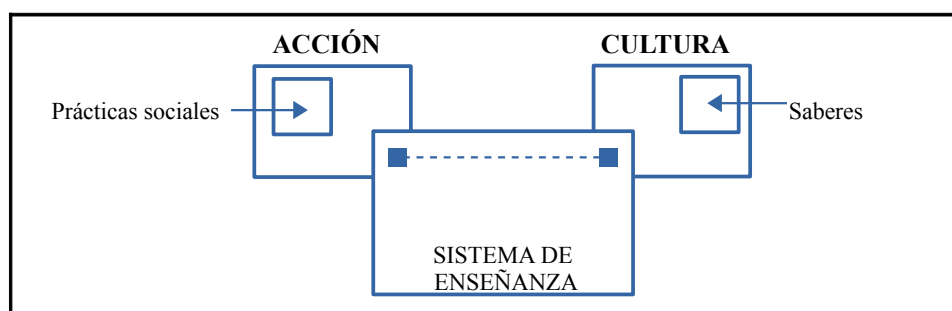 ACCIÓN
CULTURA
Prácticas sociales
Saberes
SISTEMA DE
ENSEÑANZA